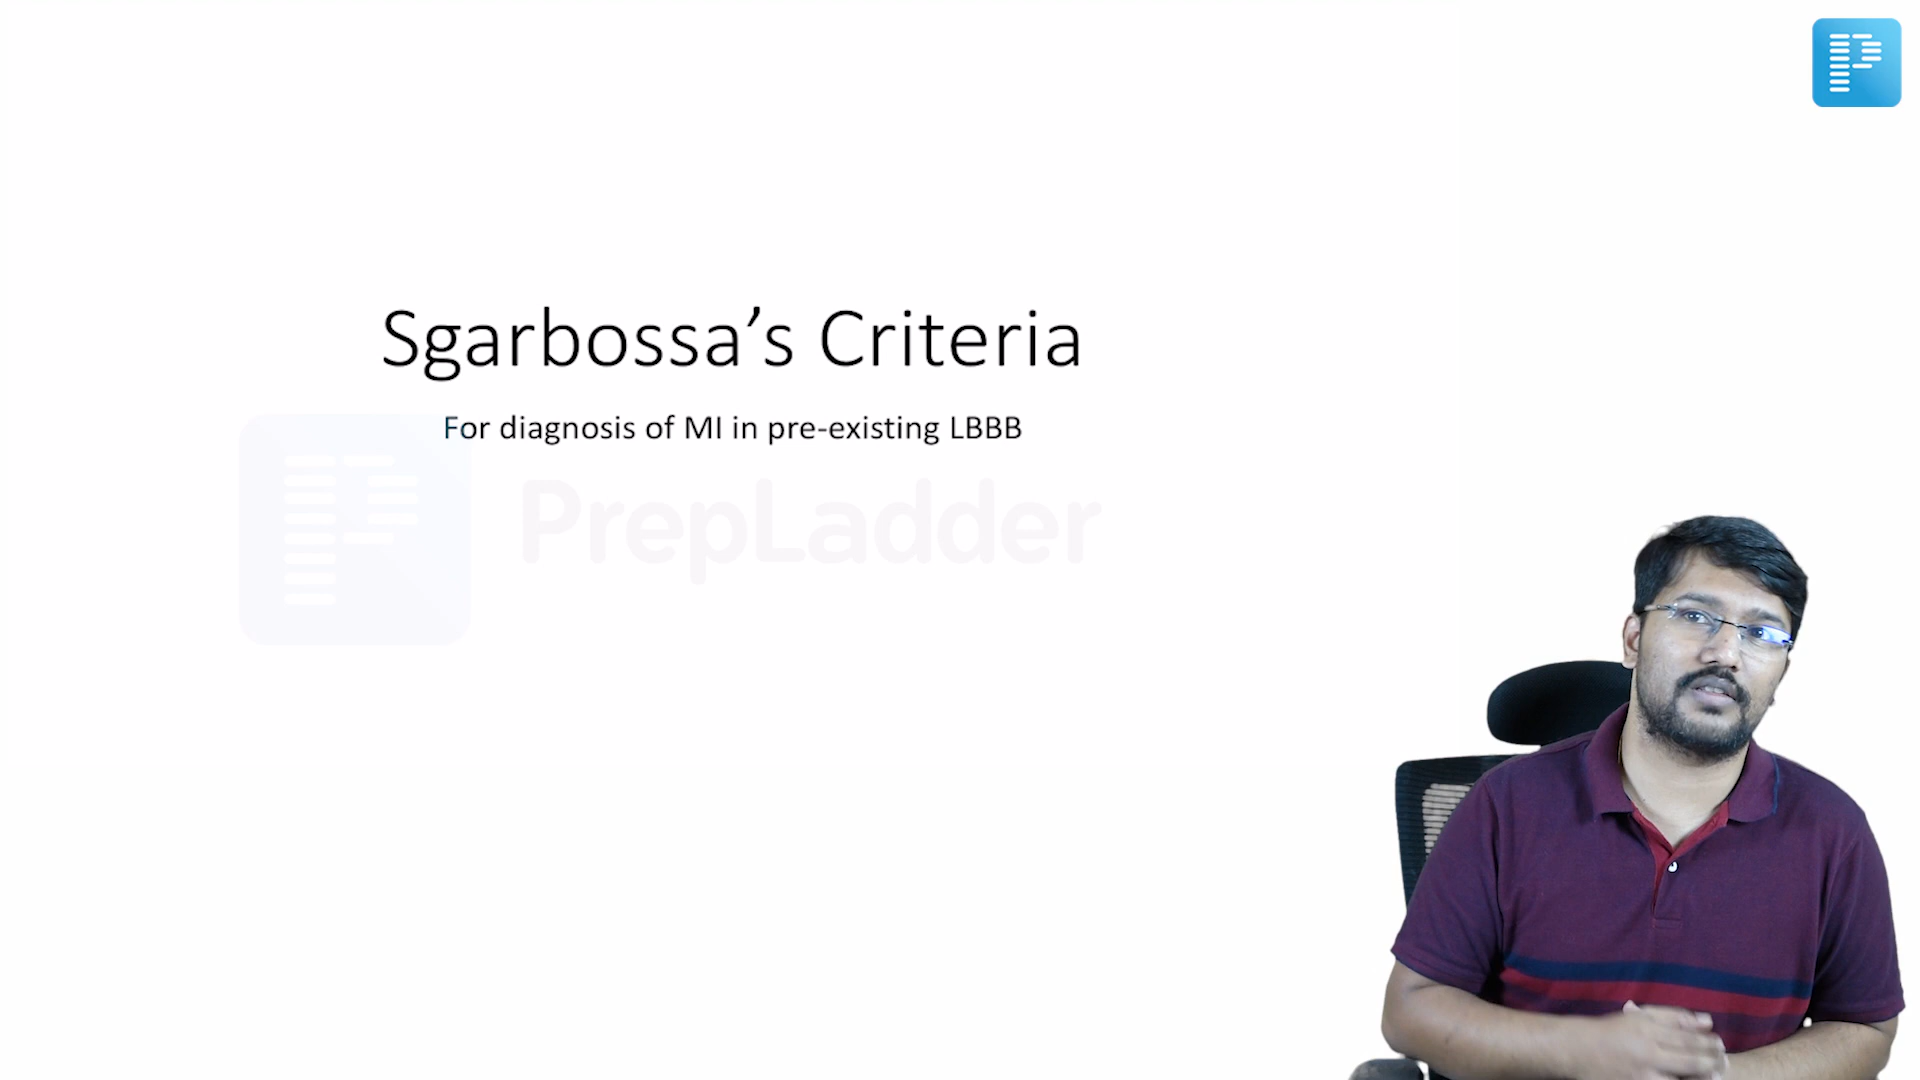 Sgarbossa’s Criteria
For diagnosis of MI in pre-existing LBBB
PrepLadder